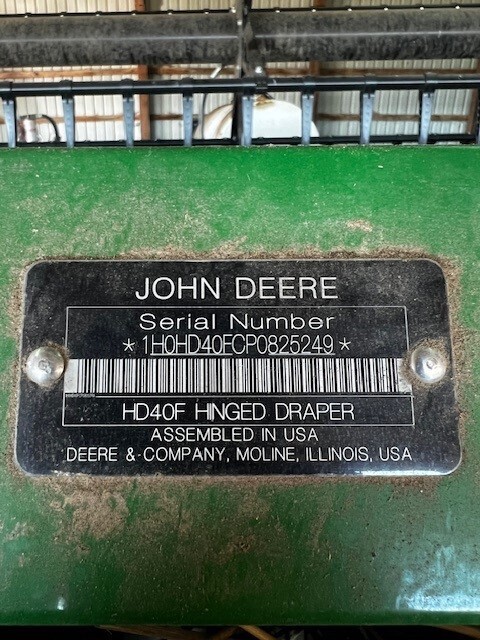 JOHN DEERE
Serial Number
*1H0HD40FCP0825249*
HD40F HINGED DRAPER
ASSEMBLED IN USA
DEERE & COMPANY, MOLINE, ILLINOIS, USA